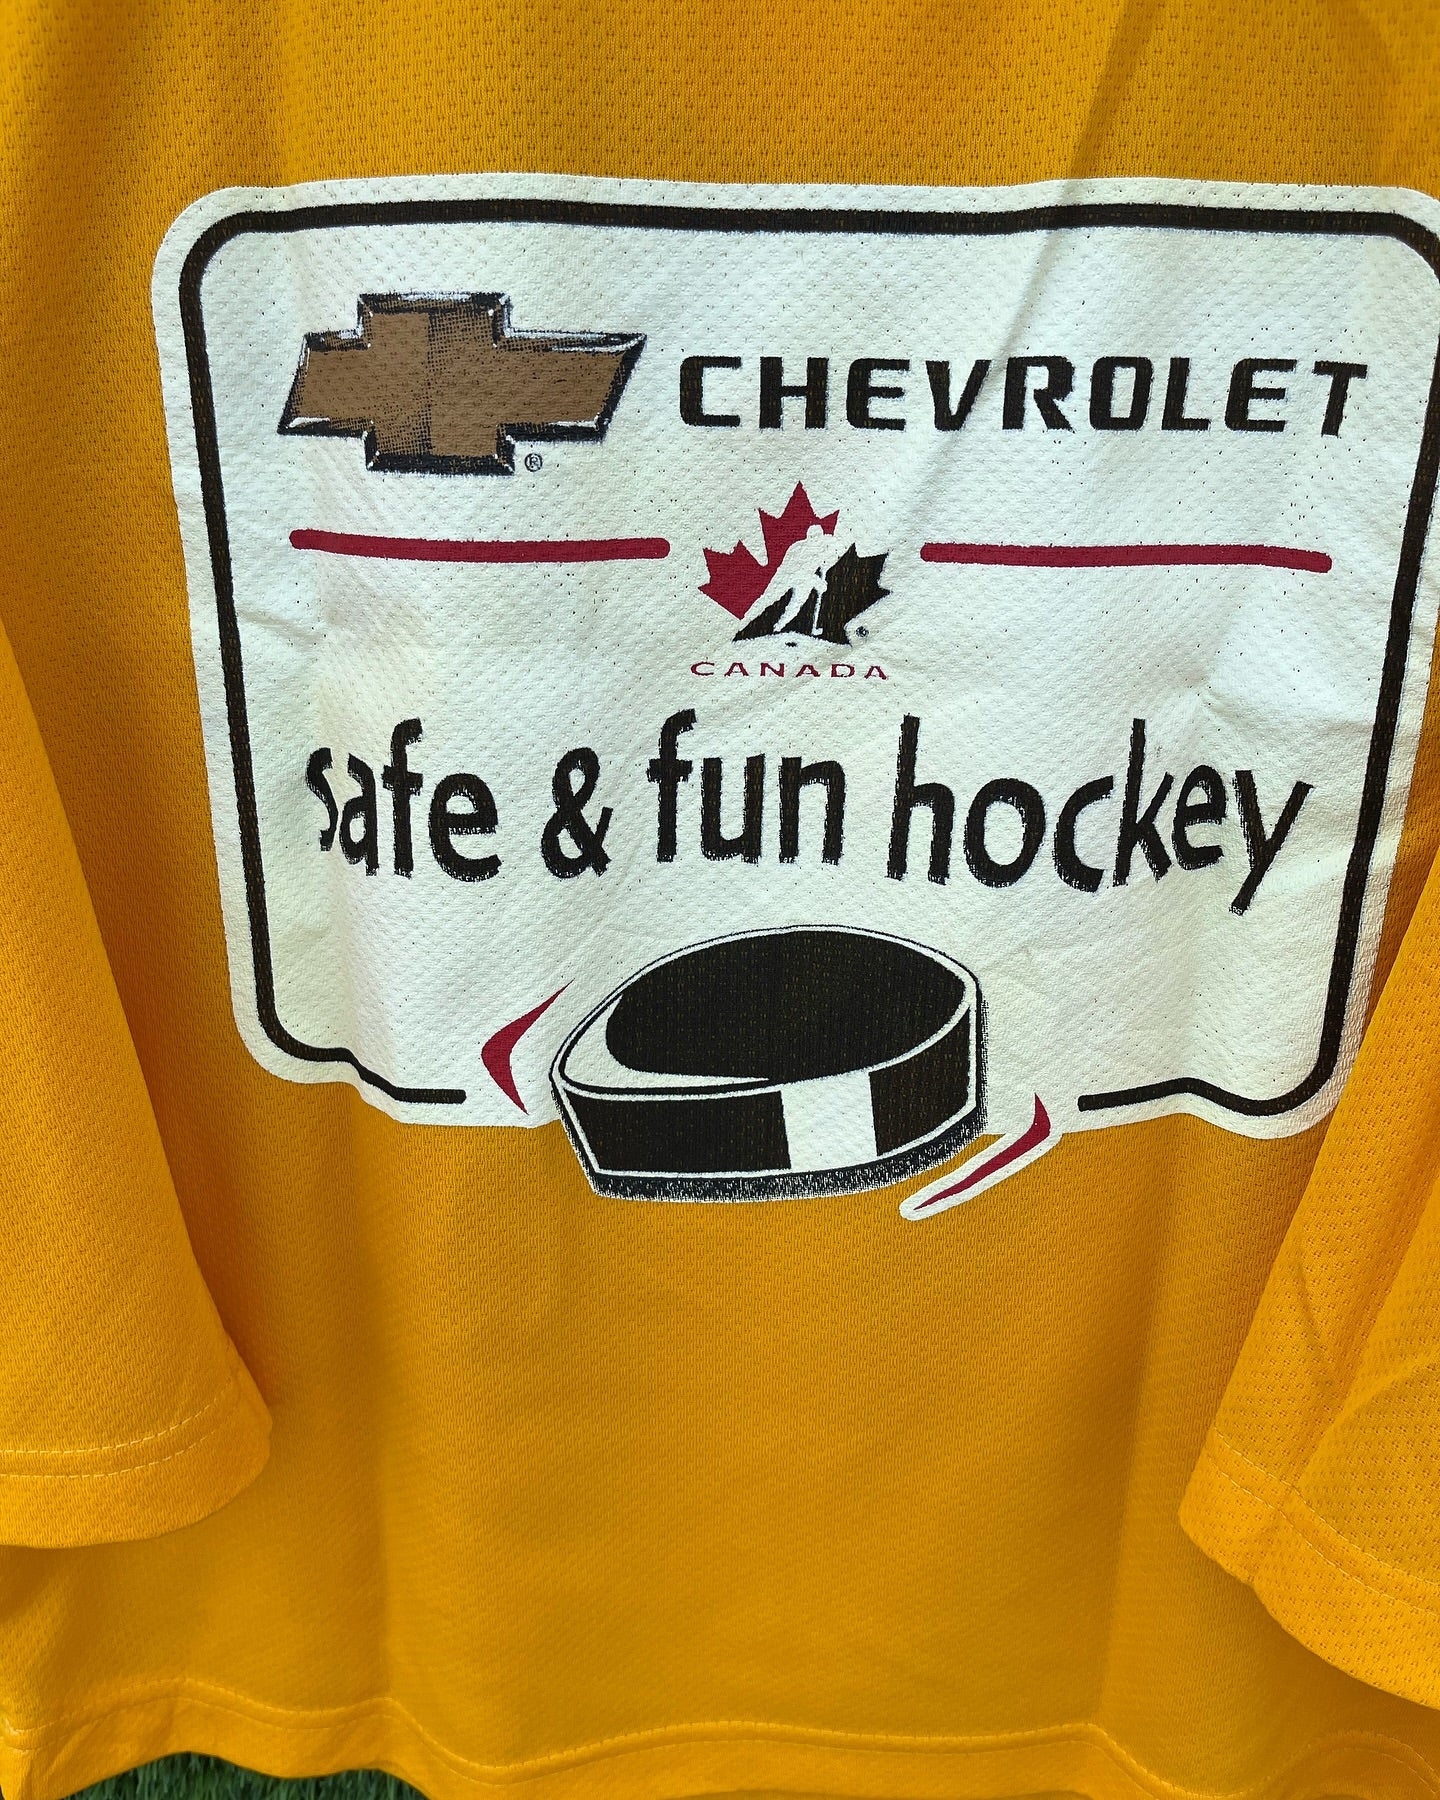 CHEVROLET
®
®
CANADA
safe & fun hockey